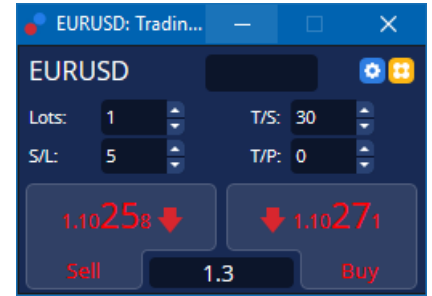 EURUSD: Tradin...
EURUSD
Lots: 1 T/S: 30
S/L: 5 T/P: 0
1.10258 1.10271
Sell 1.3 Buy